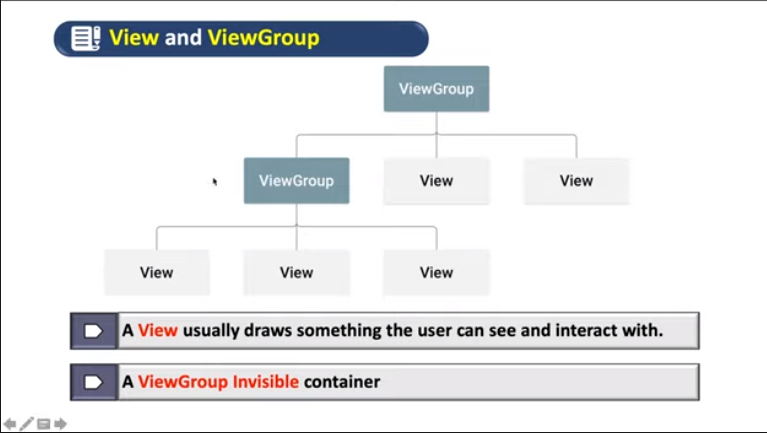 View and ViewGroup
ViewGroup
ViewGroup
View
View
View
View
View
A View usually draws something the user can see and interact with.
A ViewGroup Invisible container